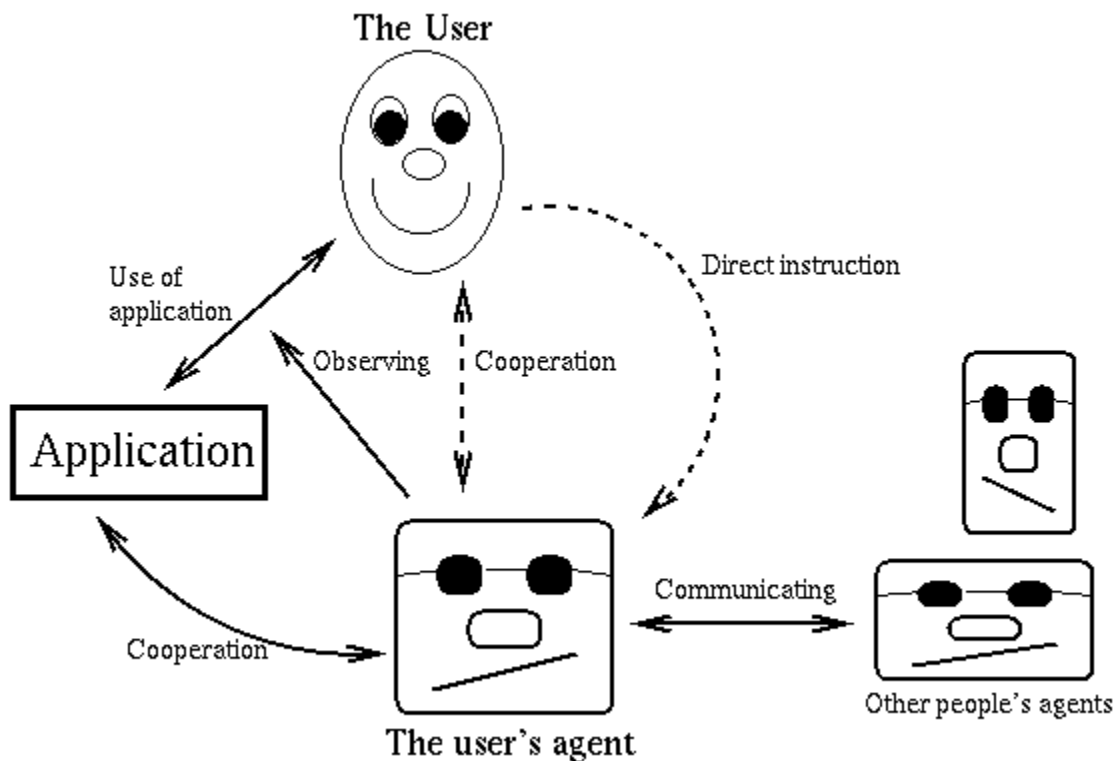 The User
Use of
application
Direct instruction
Observing
Cooperation
Application
Communicating
Cooperation
Other people's agents
The user's agent